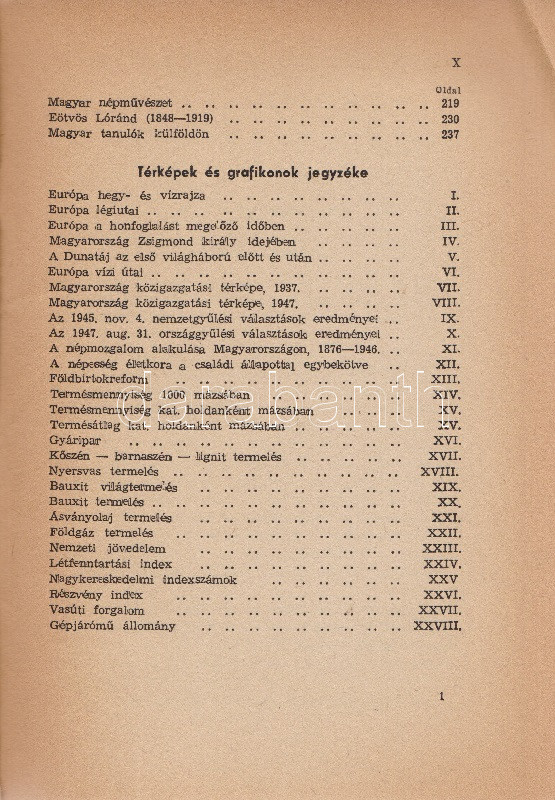 X
Oldal
Magyar népművészet .. .. .. .. .. .. .. .. .. .. .. 219
Eötvös Lóránd (1848—1919) .. .. .. .. .. .. .. .. .. 230
Magyar tanulók külföldön .. .. .. .. .. .. .. .. .. 237
Térképek és grafikonok jegyzéke
Európa hegy- és vízrajza .. .. .. .. .. .. .. .. I.
Európa légiutai .. .. .. .. .. .. .. .. .. .. .. II.
Európa a honfoglalást megelőző időben .. .. .. .. .. III.
Magyarország Zsigmond király idejében .. .. .. .. IV.
A Dunatáj az első világháború előtt és után .. .. .. .. V.
Európa vízi útai .. .. .. .. .. .. .. .. .. .. .. VI.
Magyarország közigazgatási térképe, 1937. .. .. .. .. VII.
Magyarország közigazgatási térképe, 1947. .. .. .. .. VIII.
Az 1945. nov. 4. nemzetgyűlési választások eredményei .. IX.
Az 1947. aug. 31. országgyűlési választások eredményei .. X.
A népmozgalom alakulása Magyarországon, 1876—1946. .. XI.
A népesség életkora a családi állapottal egybekötve .. XII.
Földbirtokreform .. .. .. .. .. .. .. .. .. .. .. XIII.
Termésmennyiség 1000 mázsában .. .. .. .. .. .. XIV.
Termésmennyiség kat. holdanként mázsában .. .. .. .. XV.
Termésátlag kat. holdanként mázsában .. .. .. .. .. XV.
Gyáripar .. .. .. .. .. .. .. .. .. .. .. XVI.
Kőszén — barnaszén — lignit termelés .. .. .. .. .. XVII.
Nyersvas termelés .. .. .. .. .. .. .. .. .. .. XVIII.
Bauxit világtermelés .. .. .. .. .. .. .. .. .. XIX.
Bauxit termelés .. .. .. .. .. .. .. .. .. .. .. XX.
Ásványolaj termelés .. .. .. .. .. .. .. .. .. XXI.
Földgáz termelés .. .. .. .. .. .. .. .. .. .. XXII.
Nemzeti jövedelem .. .. .. .. .. .. .. .. .. XXIII.
Létfenntartási index .. .. .. .. .. .. .. .. .. XXIV.
Nagykereskedelmi indexszámok .. .. .. .. .. .. .. XXV
Részvény index .. .. .. .. .. .. .. .. .. .. XXVI.
Vasúti forgalom .. .. .. .. .. .. .. .. .. .. XXVII.
Gépjárómű állomány .. .. .. .. .. .. .. .. .. XXVIII.
darabanth
1